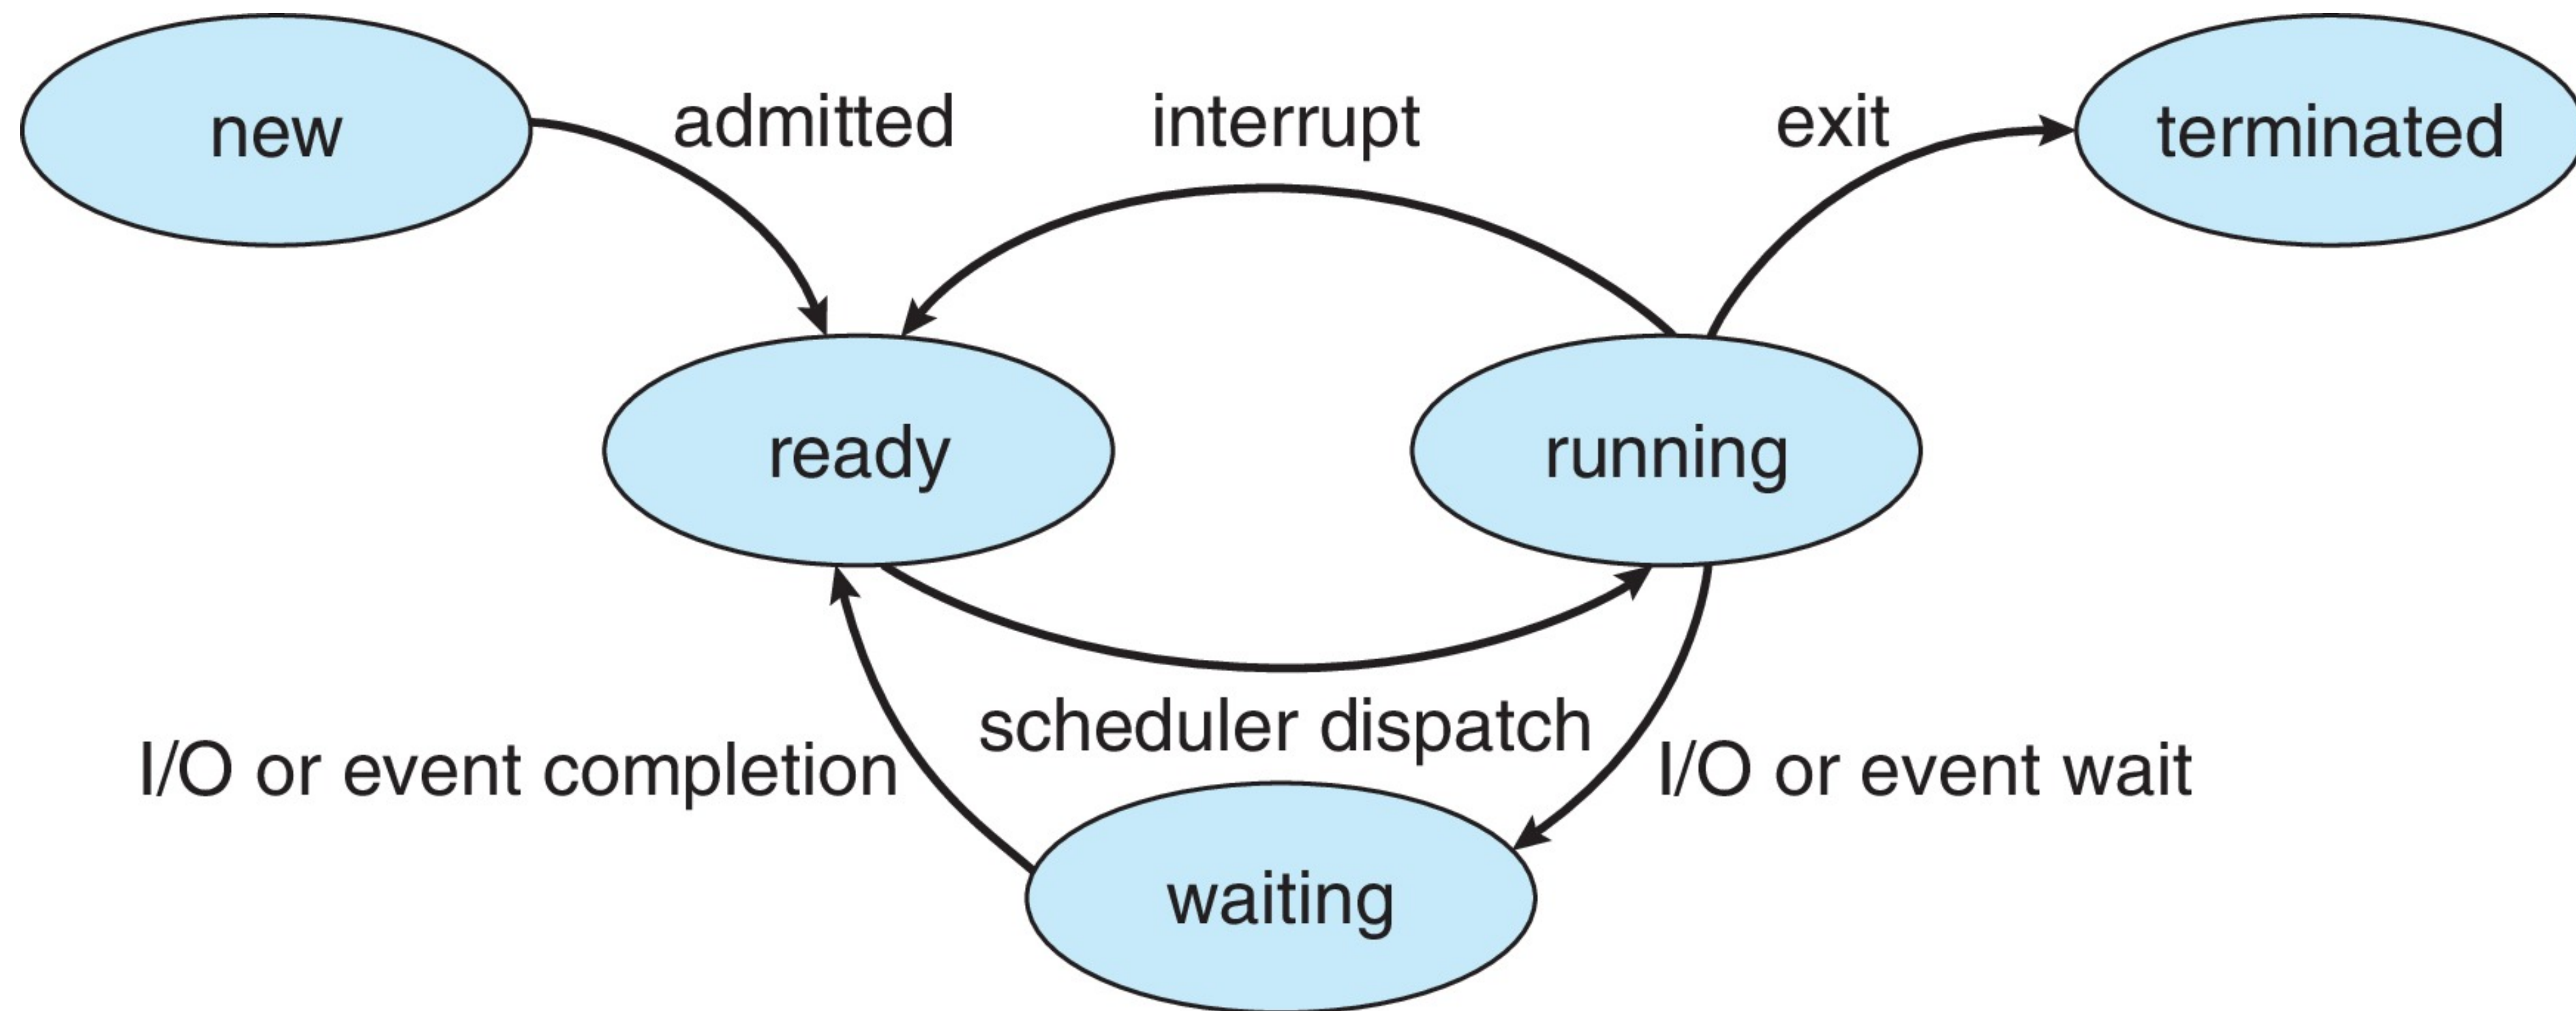 new
admitted
interrupt
exit
terminated
ready
running
scheduler dispatch
I/O or event completion
I/O or event wait
waiting